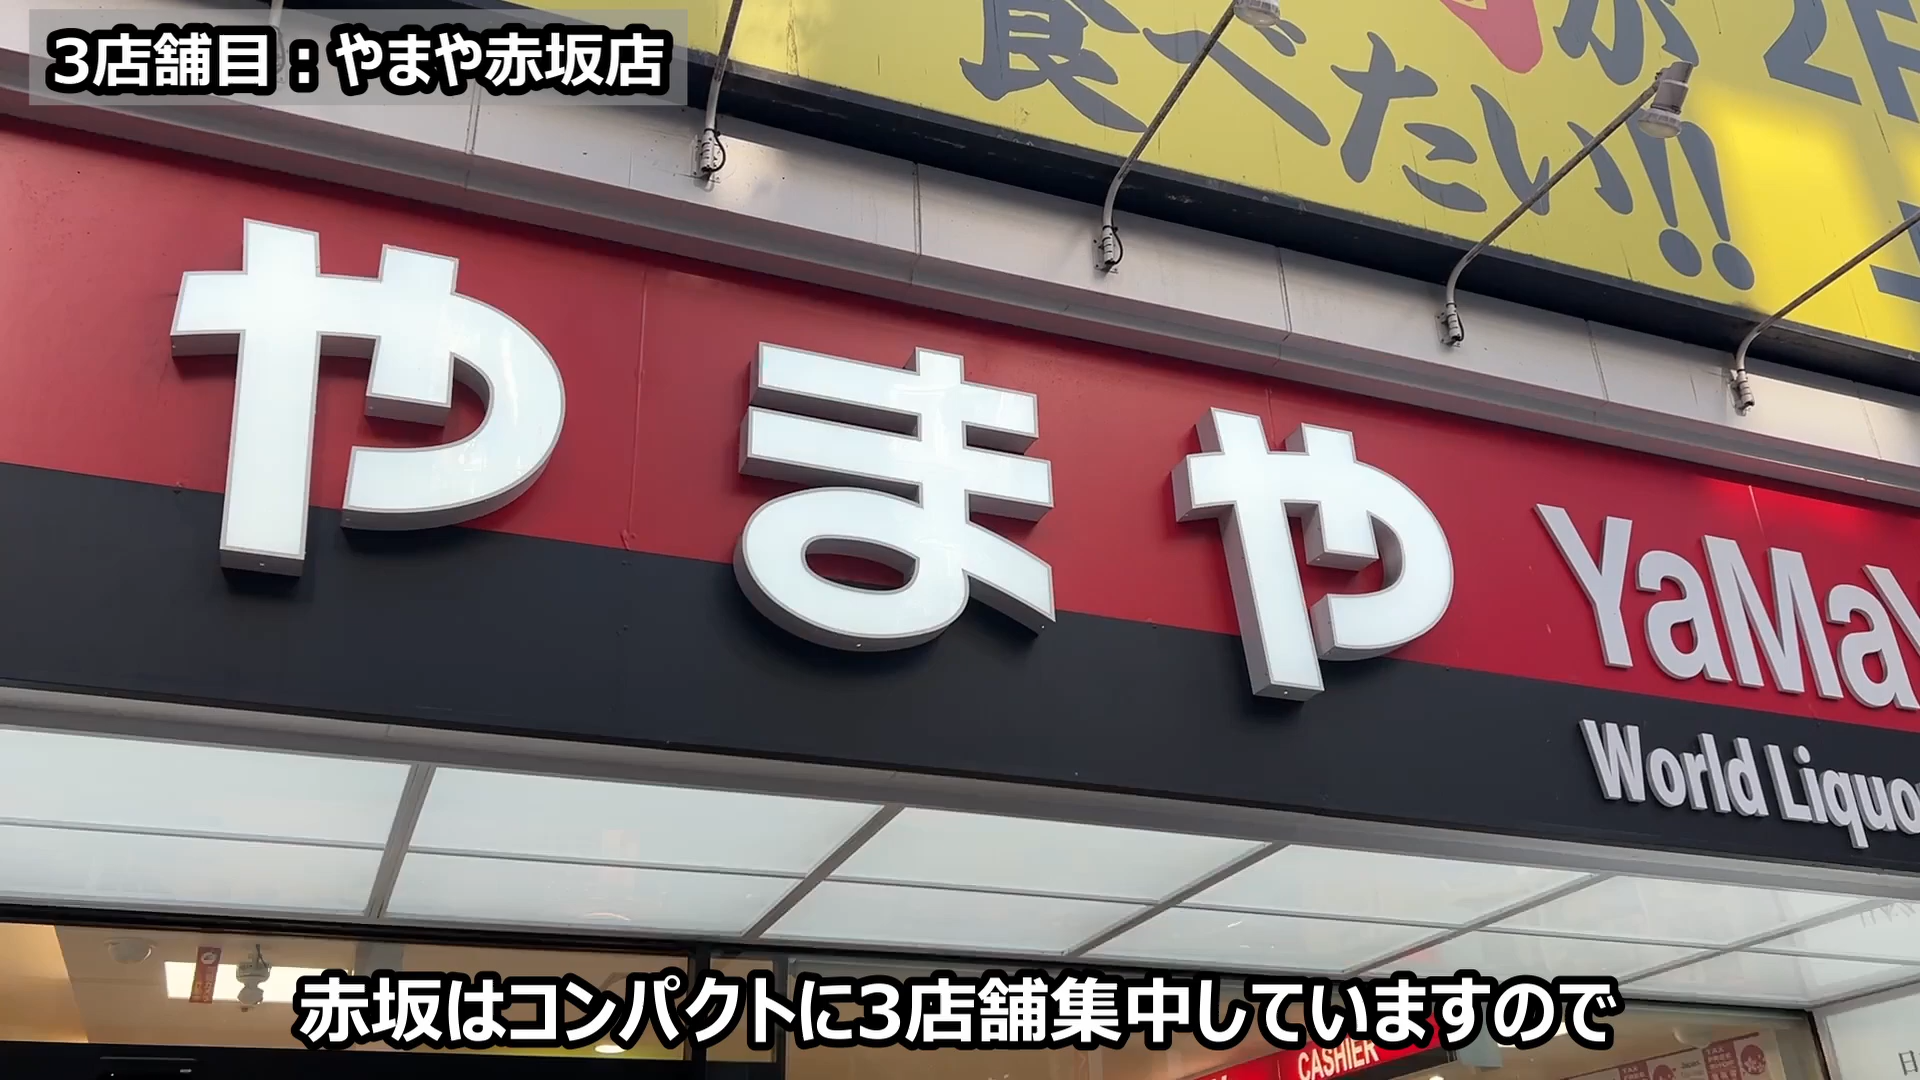 3店舗目：やまや赤坂店
が
食べたい!!
やまや
YaMaY
World Liquo
赤坂はコンパクトに3店舗集中していますので
CASHIER